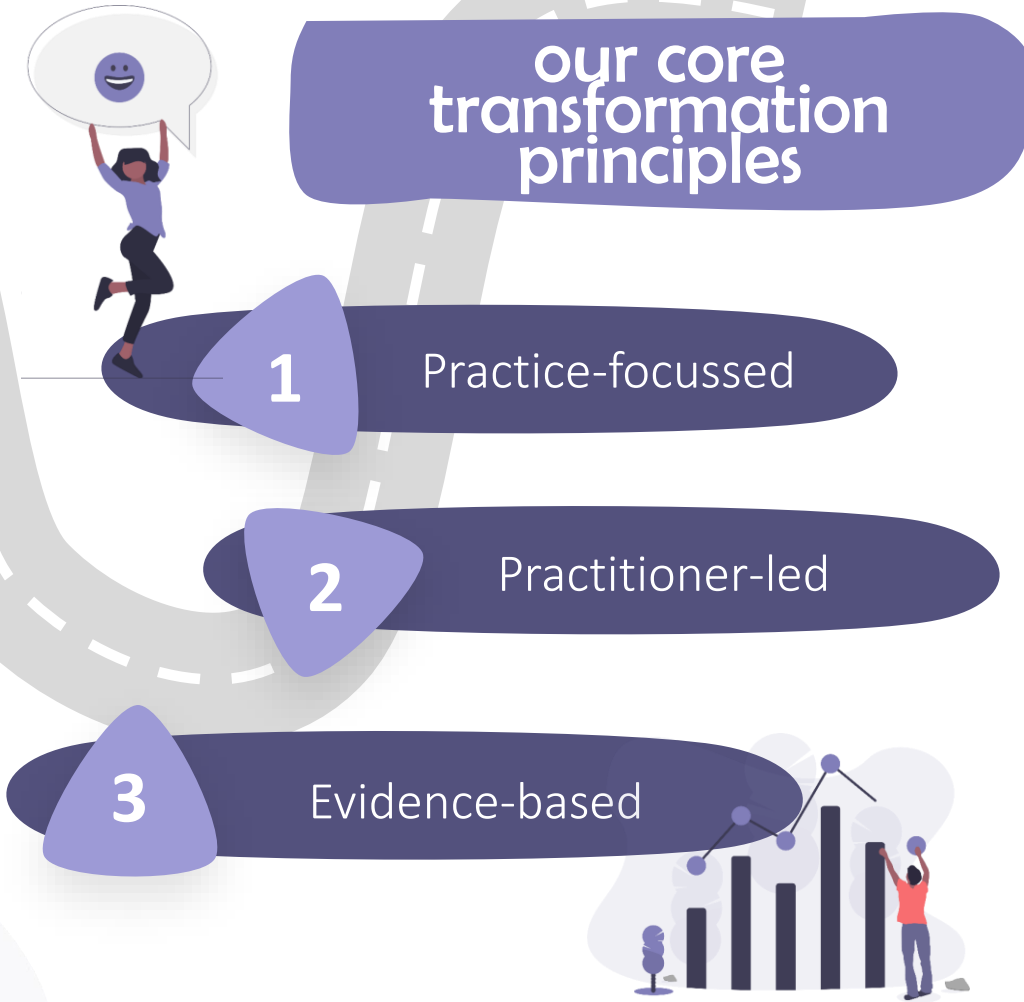 our core
transformation
principles
1
Practice-focussed
2
Practitioner-led
3
Evidence-based